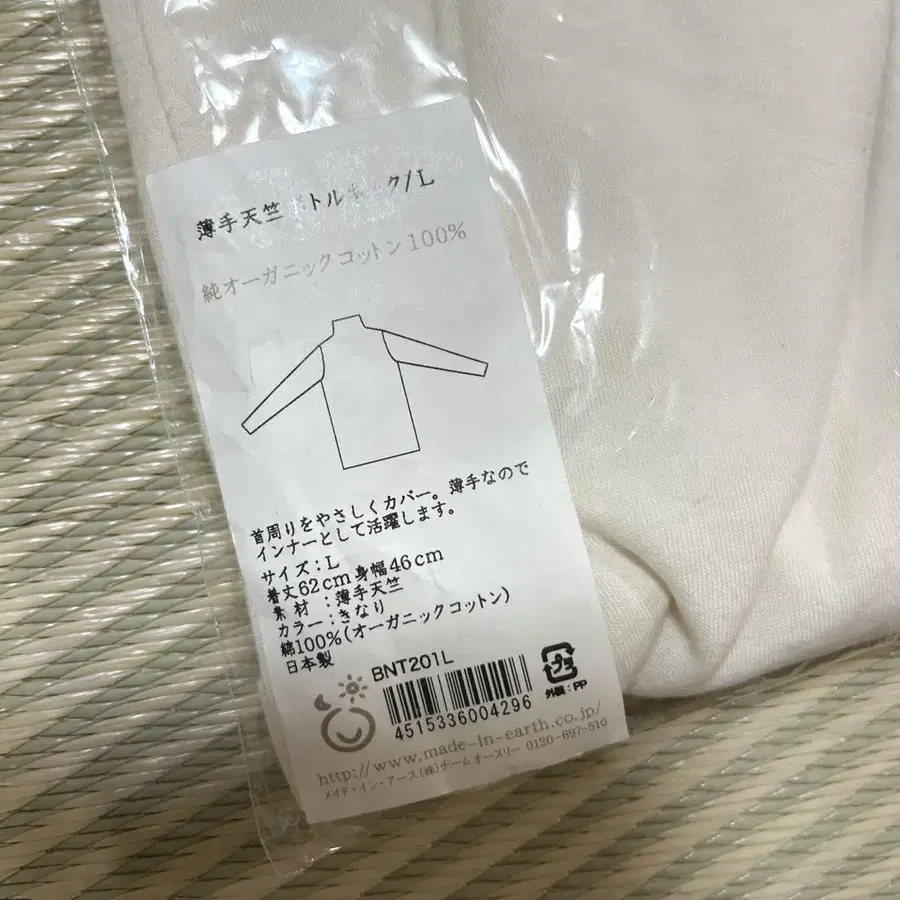 薄手天竺ボトルネック/L
純オーガニックコットン100%
首周りをやさしくカバー。薄手なので
インナーとして活躍します。
サイズ:L
着丈62cm 身幅46cm
素材 :薄手天竺
カラー:きなり
綿100%(オーガニックコットン)
日本製
BNT201L
4515336004296
プラ
外装:PP
http://www.made-in-earth.co.jp/
メイド・イン・アース(株)チームオースリー 0120-697-510